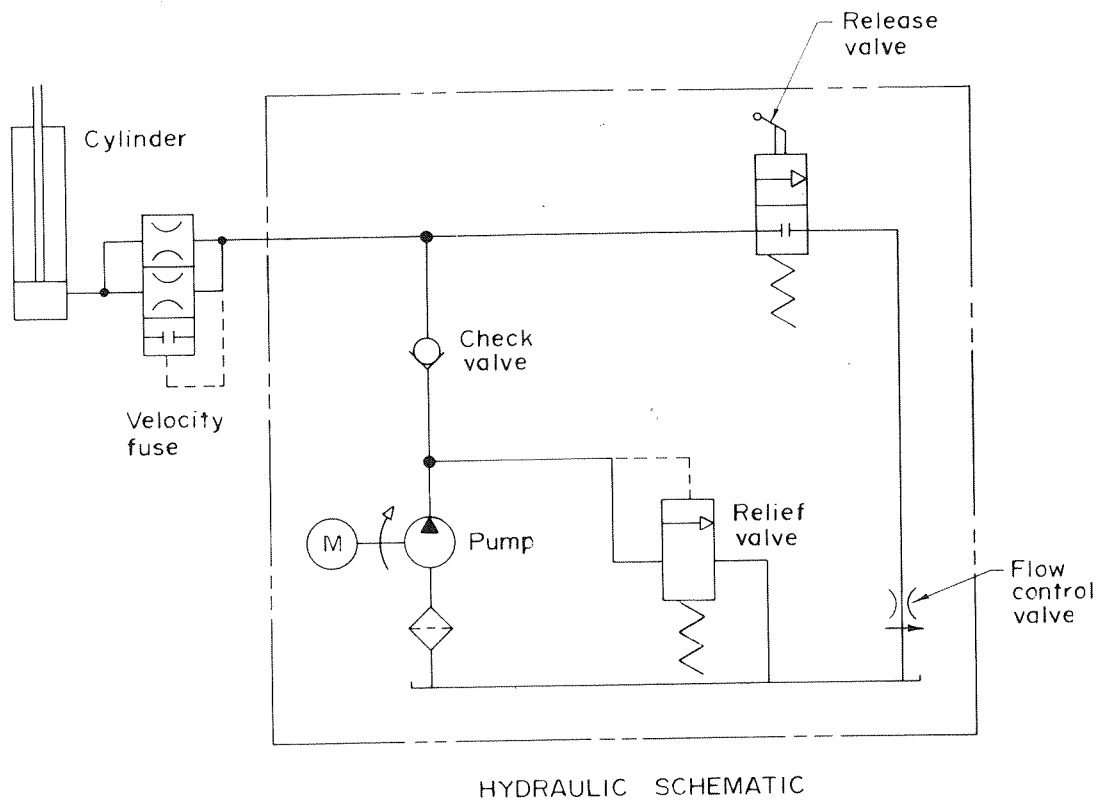 Release
valve
Cylinder
Check
valve
Velocity
fuse
M
Pump
Relief
valve
Flow
control
valve
HYDRAULIC SCHEMATIC